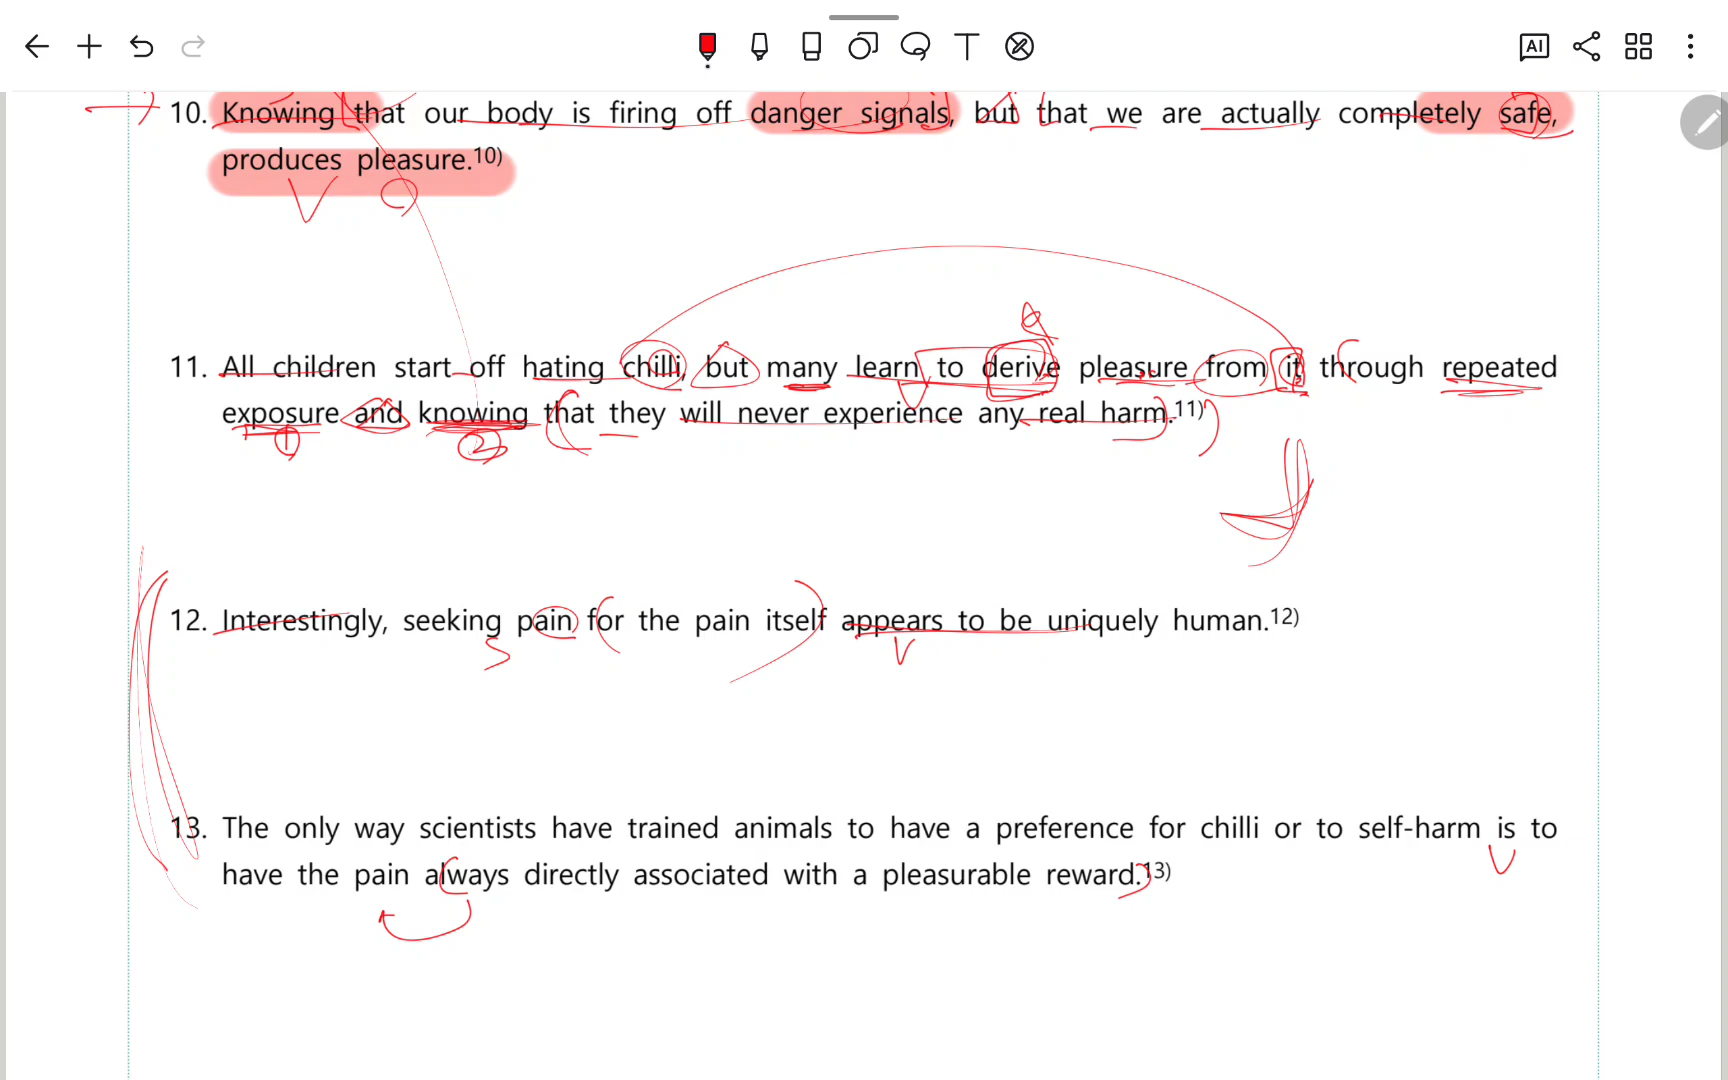 AI
10. Knowing that our body is firing off danger signals, but that we are actually completely safe,
produces pleasure.10)
V O
11. All children start off hating chilli, but many learn to derive pleasure from it through repeated
exposure and knowing that they will never experience any real harm.11)
① ②
12. Interestingly, seeking pain for the pain itself appears to be uniquely human.12)
S V
13. The only way scientists have trained animals to have a preference for chilli or to self-harm is to
V
have the pain always directly associated with a pleasurable reward.13)